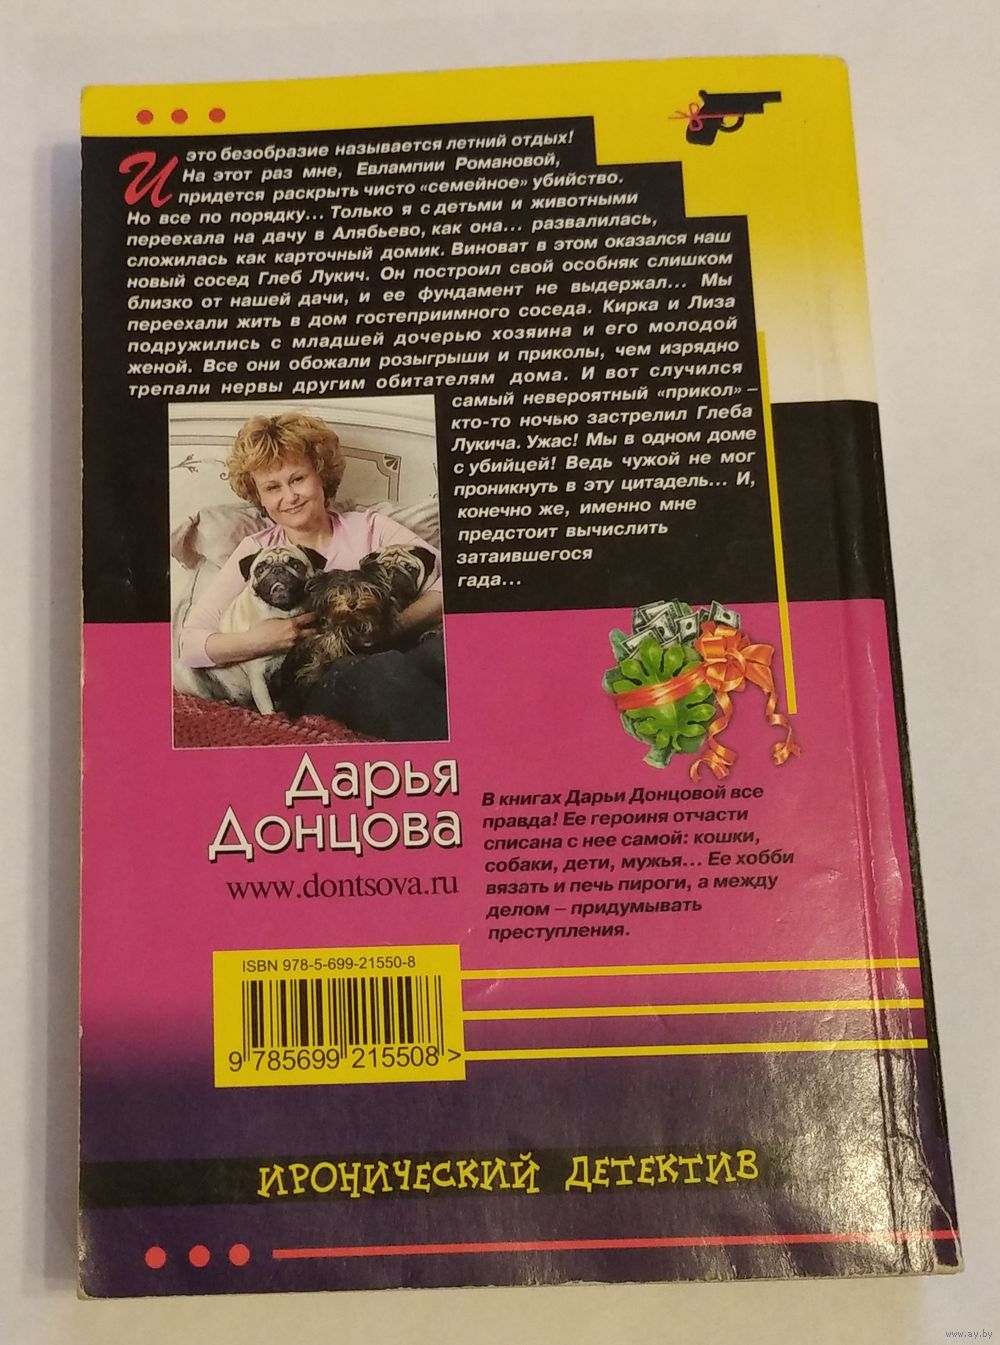 И это безобразие называется летний отдых!
На этот раз мне, Евлампии Романовой,
придется раскрыть чисто «семейное» убийство.
Но все по порядку... Только я с детьми и животными
переехала на дачу в Алябьево, как она... развалилась,
сложилась как карточный домик. Виноват в этом оказался наш
новый сосед Глеб Лукич. Он построил свой особняк слишком
близко от нашей дачи, и ее фундамент не выдержал... Мы
переехали жить в дом гостеприимного соседа. Кирка и Лиза
подружились с младшей дочерью хозяина и его молодой
женой. Все они обожали розыгрыши и приколы, чем изрядно
трепали нервы другим обитателям дома. И вот случился
самый невероятный «прикол» –
кто-то ночью застрелил Глеба
Лукича. Ужас! Мы в одном доме
с убийцей! Ведь чужой не мог
проникнуть в эту цитадель... И,
конечно же, именно мне
предстоит вычислить
затаившегося
гада...
Дарья
Донцова
www.dontsova.ru
В книгах Дарьи Донцовой все
правда! Ее героиня отчасти
списана с нее самой: кошки,
собаки, дети, мужья... Ее хобби
вязать и печь пироги, а между
делом – придумывать
преступления.
ISBN 978-5-699-21550-8
9 785699 215508 >
ИРОНИЧЕСКИЙ ДЕТЕКТИВ
www.ay.by